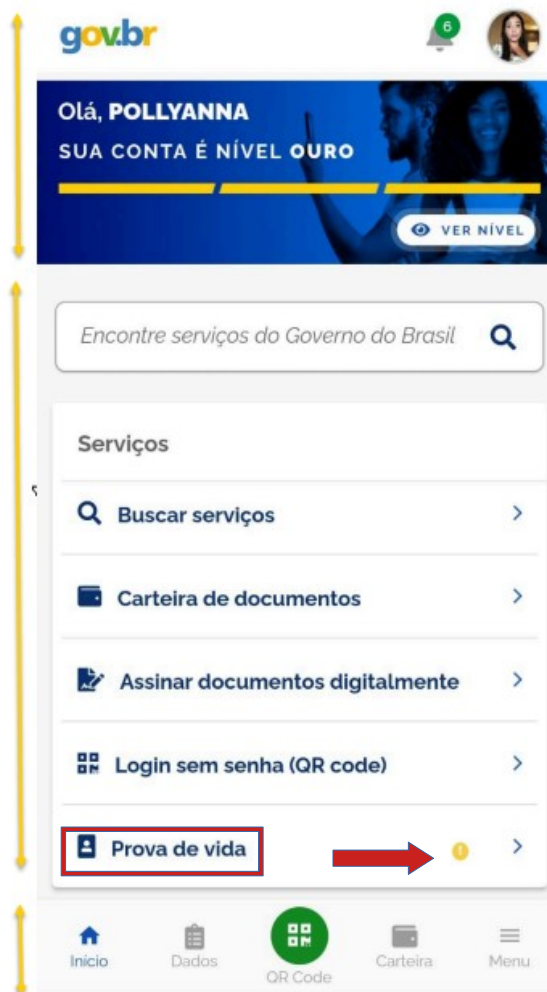 gov.br
6
Olá, POLLYANNA
SUA CONTA É NÍVEL OURO
VER NÍVEL
Encontre serviços do Governo do Brasil
Serviços
Buscar serviços
Carteira de documentos
Assinar documentos digitalmente
Login sem senha (QR code)
Prova de vida
Início
Dados
QR Code
Carteira
Menu